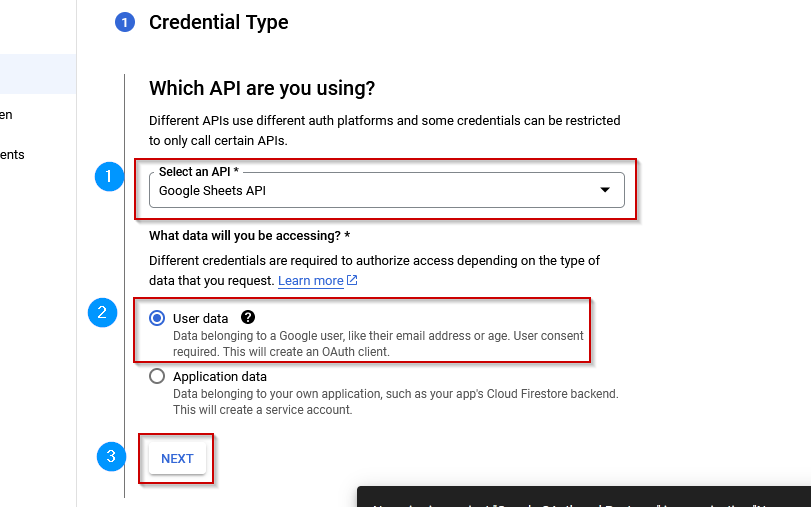 1 Credential Type
Which API are you using?
en
Different APIs use different auth platforms and some credentials can be restricted
to only call certain APIs.
ents
1
Select an API *
Google Sheets API
What data will you be accessing? *
Different credentials are required to authorize access depending on the type of
data that you request. Learn more
2
User data ?
Data belonging to a Google user, like their email address or age. User consent
required. This will create an OAuth client.
Application data
Data belonging to your own application, such as your app's Cloud Firestore backend.
This will create a service account.
3
NEXT